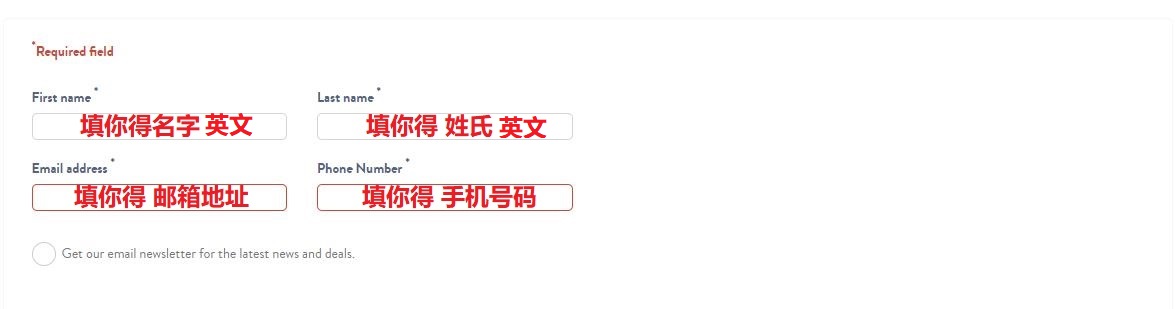 *Required field
First name *
Last name *
填你得名字 英文
填你得 姓氏 英文
Email address *
Phone Number *
填你得 邮箱地址
填你得 手机号码
Get our email newsletter for the latest news and deals.